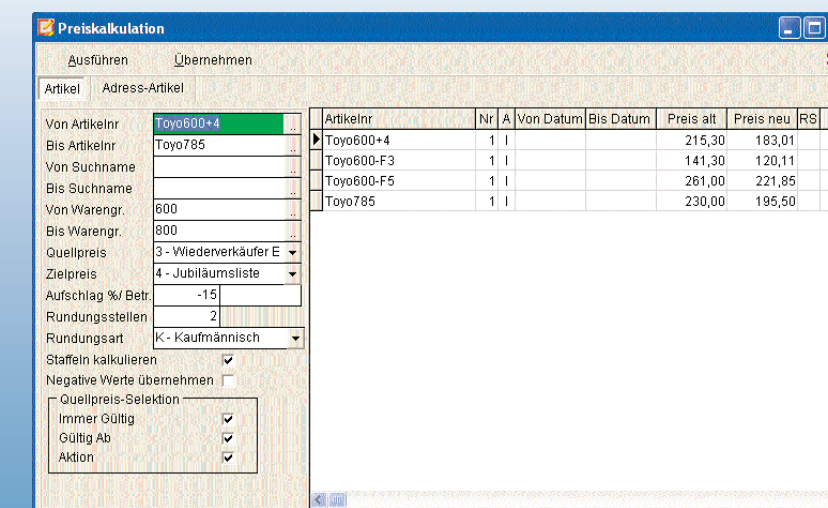 Preiskalkulation
Ausführen Übernehmen
Artikel Adress-Artikel
Von Artikelnr Toyo600+4 ..
Bis Artikelnr Toyo785 ..
Von Suchname ..
Bis Suchname ..
Von Warengr. 600 ..
Bis Warengr. 800 ..
Quellpreis 3 - Wiederverkäufer E
Zielpreis 4 - Jubiläumsliste
Aufschlag %/ Betr. -15
Rundungsstellen 2
Rundungsart K - Kaufmännisch
Staffeln kalkulieren
Negative Werte übernehmen
Quellpreis-Selektion
Immer Gültig
Gültig Ab
Aktion
Artikelnr Nr A Von Datum Bis Datum Preis alt Preis neu RS
Toyo600+4 1 I 215,30 183,01
Toyo600-F3 1 I 141,30 120,11
Toyo600-F5 1 I 261,00 221,85
Toyo785 1 I 230,00 195,50